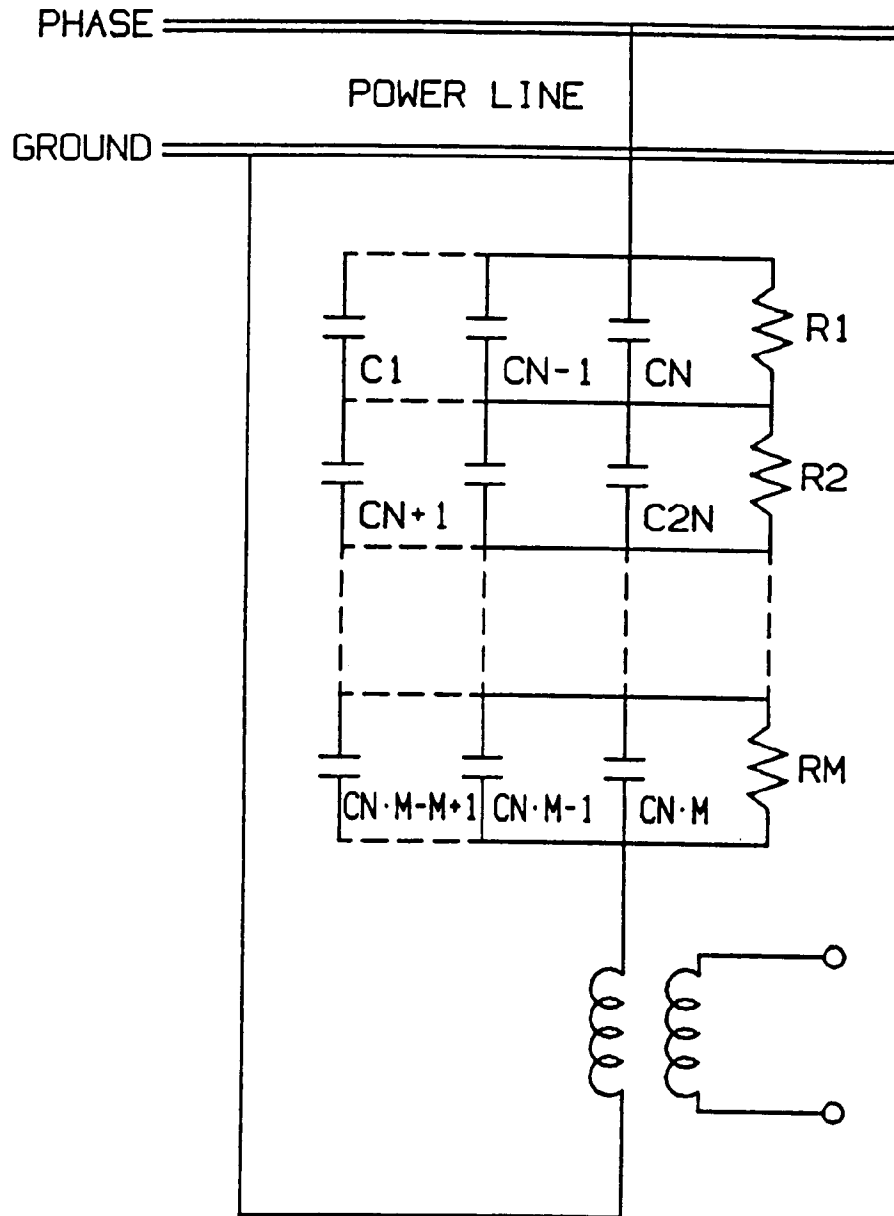 PHASE
POWER LINE
GROUND
R1
C1 CN-1 CN
R2
CN+1 C2N
RM
CN·M-M+1 CN·M-1 CN·M